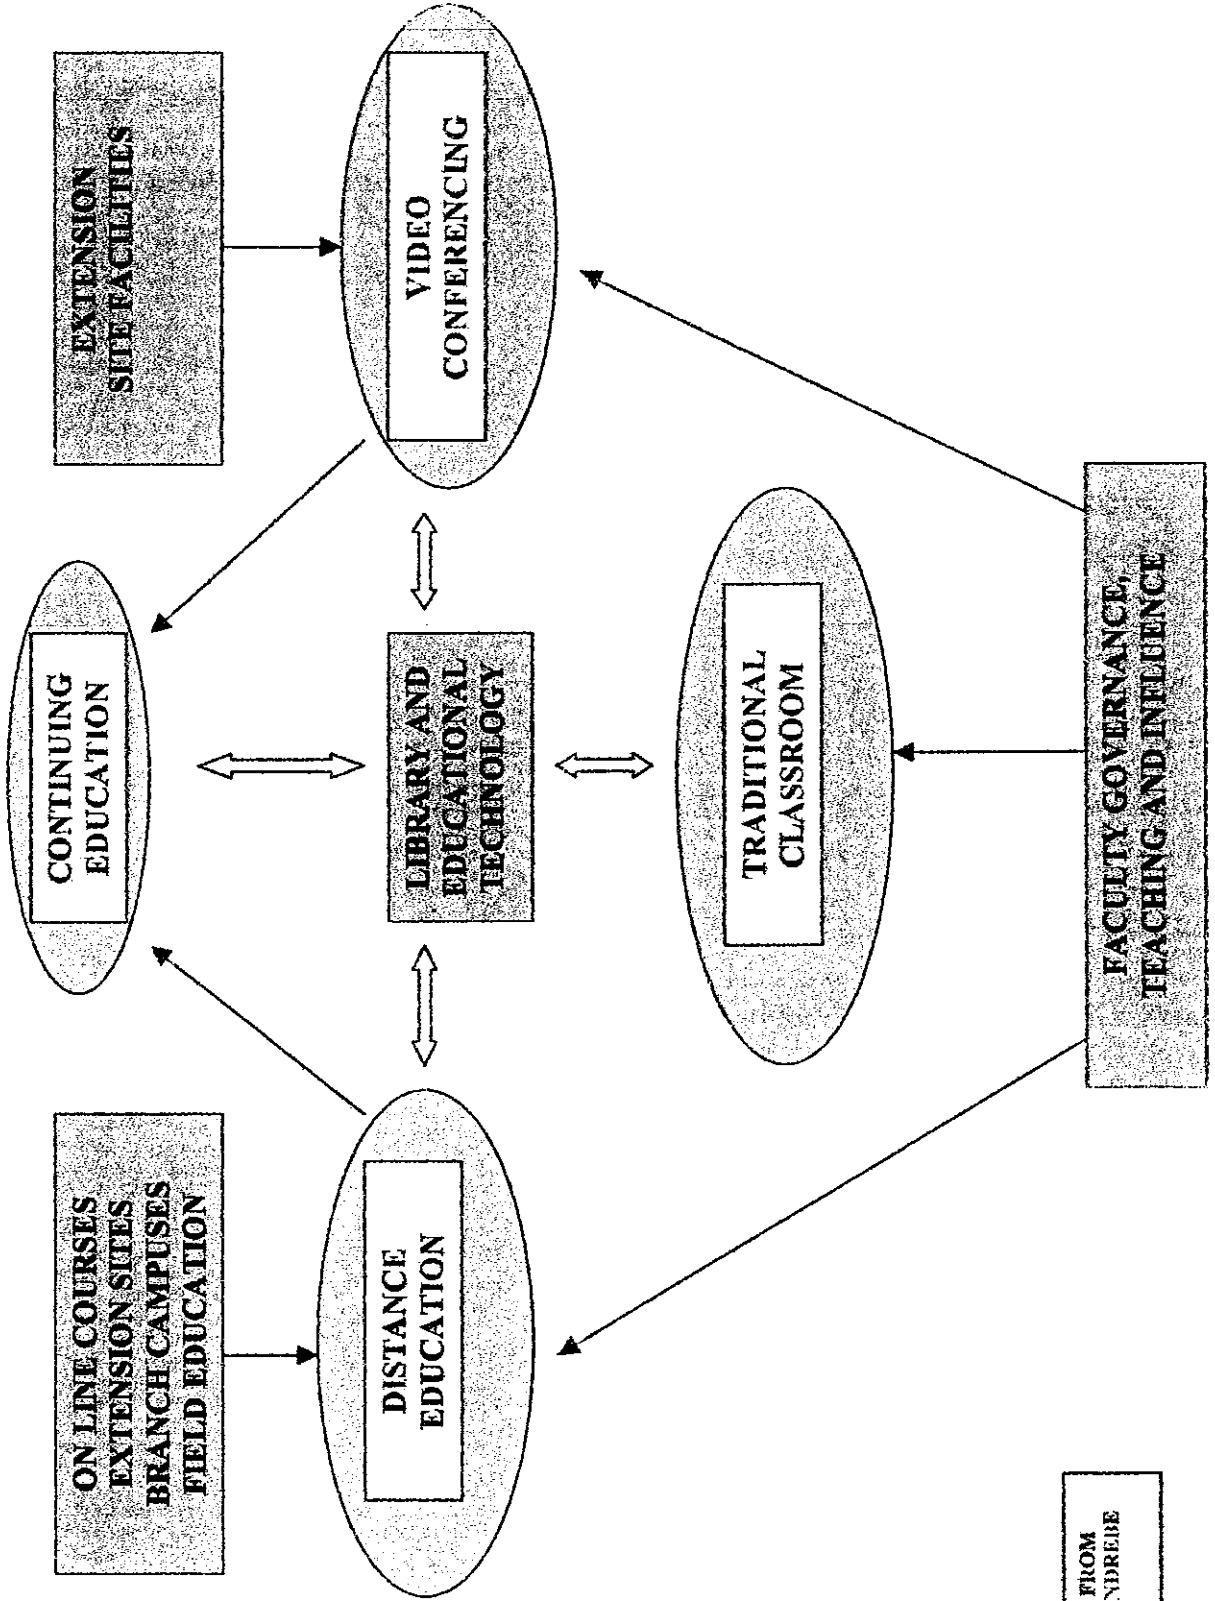 ON LINE COURSES
EXTENSION SITES
BRANCH CAMPUSES
FIELD EDUCATION
CONTINUING
EDUCATION
EXTENSION
SITE FACILITIES
DISTANCE
EDUCATION
LIBRARY AND
EDUCATIONAL
TECHNOLOGY
VIDEO
CONFERENCING
TRADITIONAL
CLASSROOM
FACULTY GOVERNANCE,
TEACHING AND INFLUENCE
FROM
NDREBE